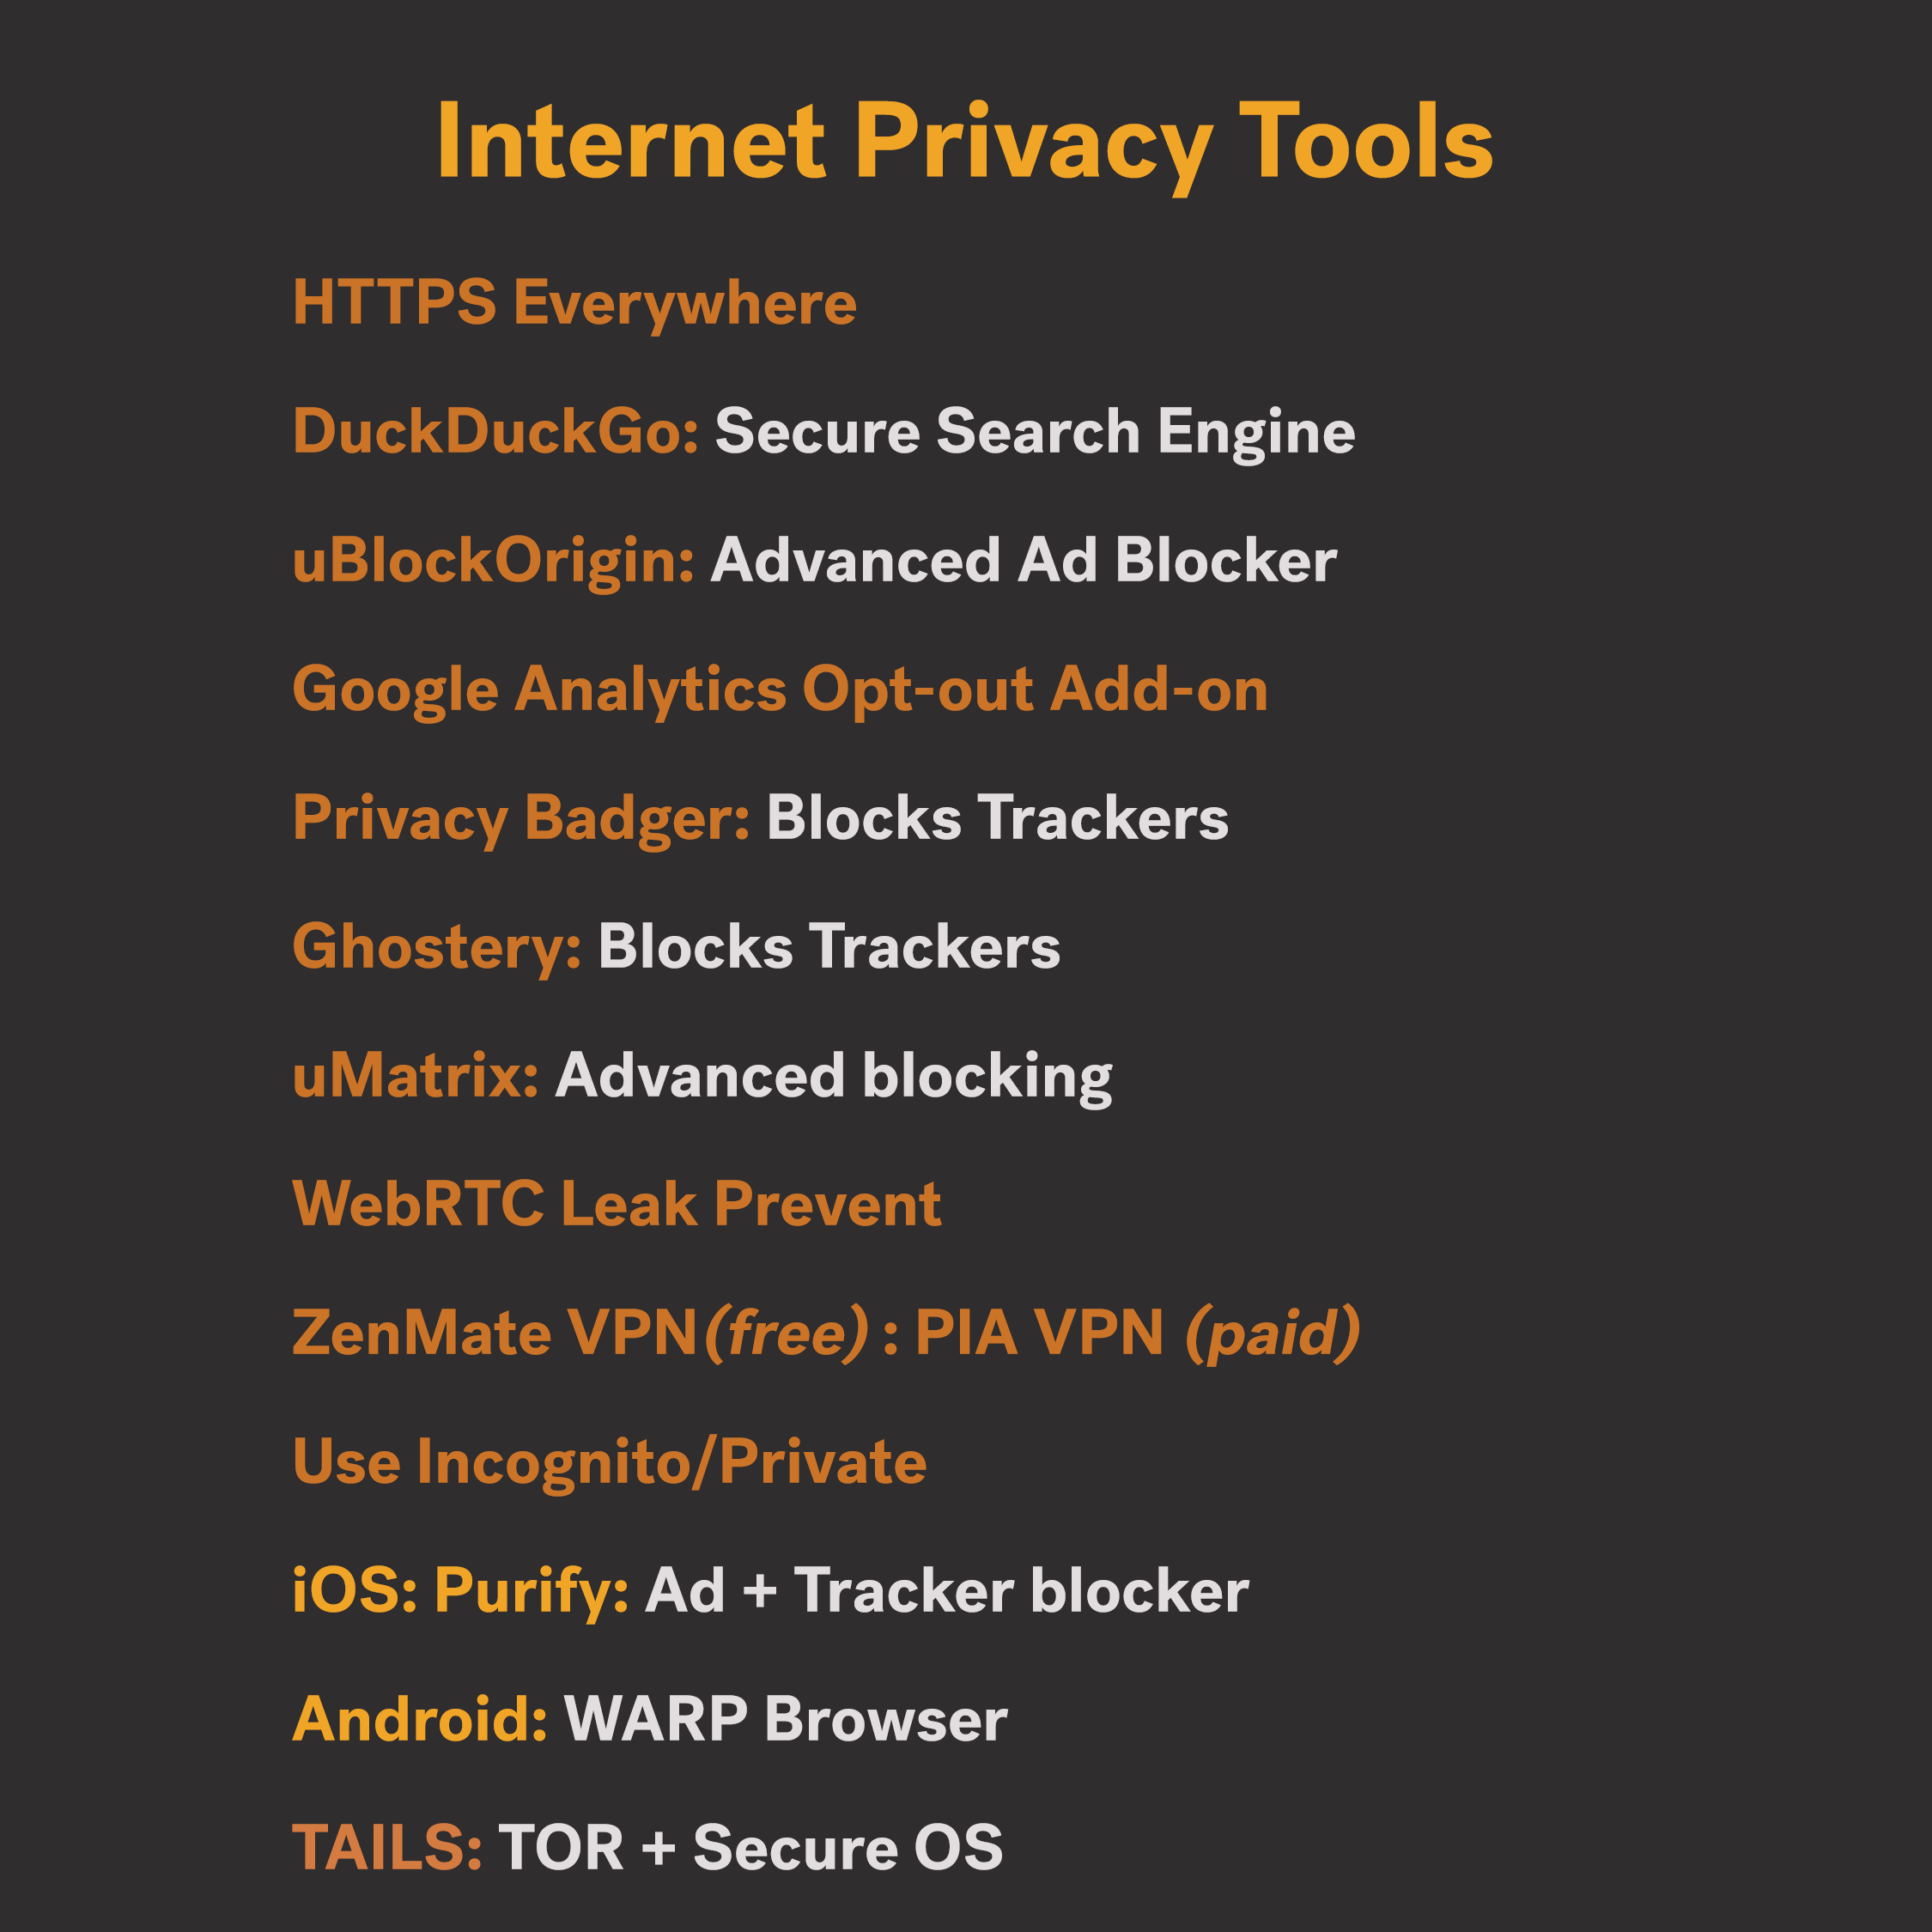 Internet Privacy Tools
HTTPS Everywhere
DuckDuckGo: Secure Search Engine
uBlockOrigin: Advanced Ad Blocker
Google Analytics Opt-out Add-on
Privacy Badger: Blocks Trackers
Ghostery: Blocks Trackers
uMatrix: Advanced blocking
WebRTC Leak Prevent
ZenMate VPN(free) : PIA VPN (paid)
Use Incognito/Private
iOS: Purify: Ad + Tracker blocker
Android: WARP Browser
TAILS: TOR + Secure OS